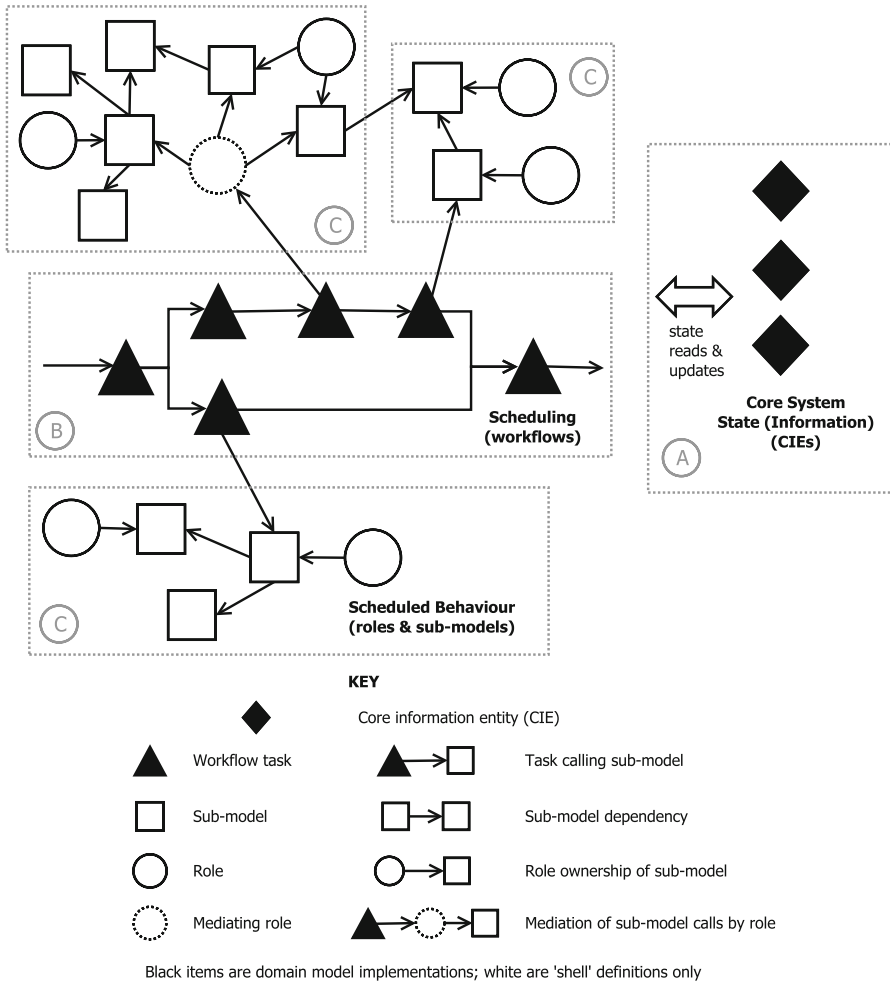 C
C
state
reads &
updates
Core System
State (Information)
(CIEs)
A
Scheduling
(workflows)
B
Scheduled Behaviour
(roles & sub-models)
C
KEY
Core information entity (CIE)
Workflow task
Task calling sub-model
Sub-model
Sub-model dependency
Role
Role ownership of sub-model
Mediating role
Mediation of sub-model calls by role
Black items are domain model implementations; white are 'shell' definitions only